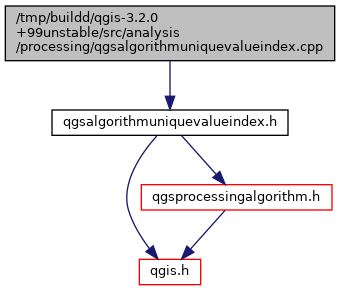 /tmp/buildd/qgis-3.2.0
+99unstable/src/analysis
/processing/qgsalgorithmuniquevalueindex.cpp
qgsalgorithmuniquevalueindex.h
qgsprocessingalgorithm.h
qgis.h